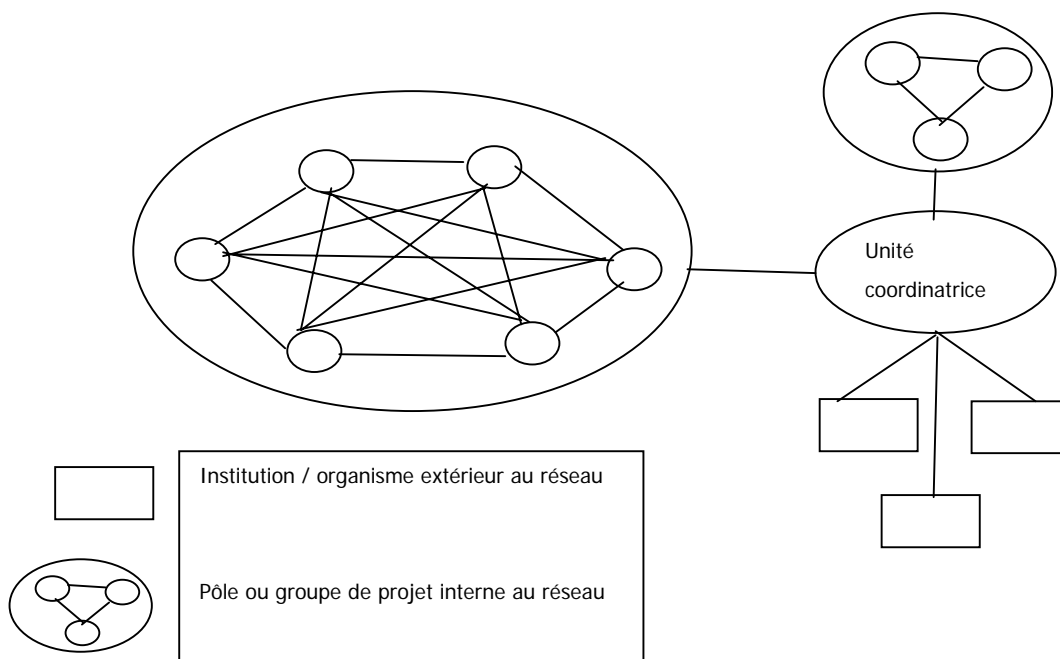 Unité
coordinatrice
Institution / organisme extérieur au réseau
Pôle ou groupe de projet interne au réseau